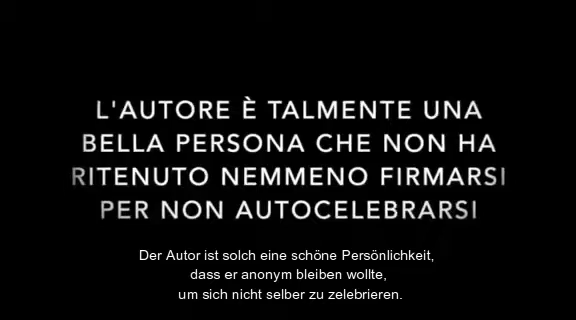 L'AUTORE È TALMENTE UNA
BELLA PERSONA CHE NON HA
RITENUTO NEMMENO FIRMARSI
PER NON AUTOCELEBRARSI
Der Autor ist solch eine schöne Persönlichkeit,
dass er anonym bleiben wollte,
um sich nicht selber zu zelebrieren.